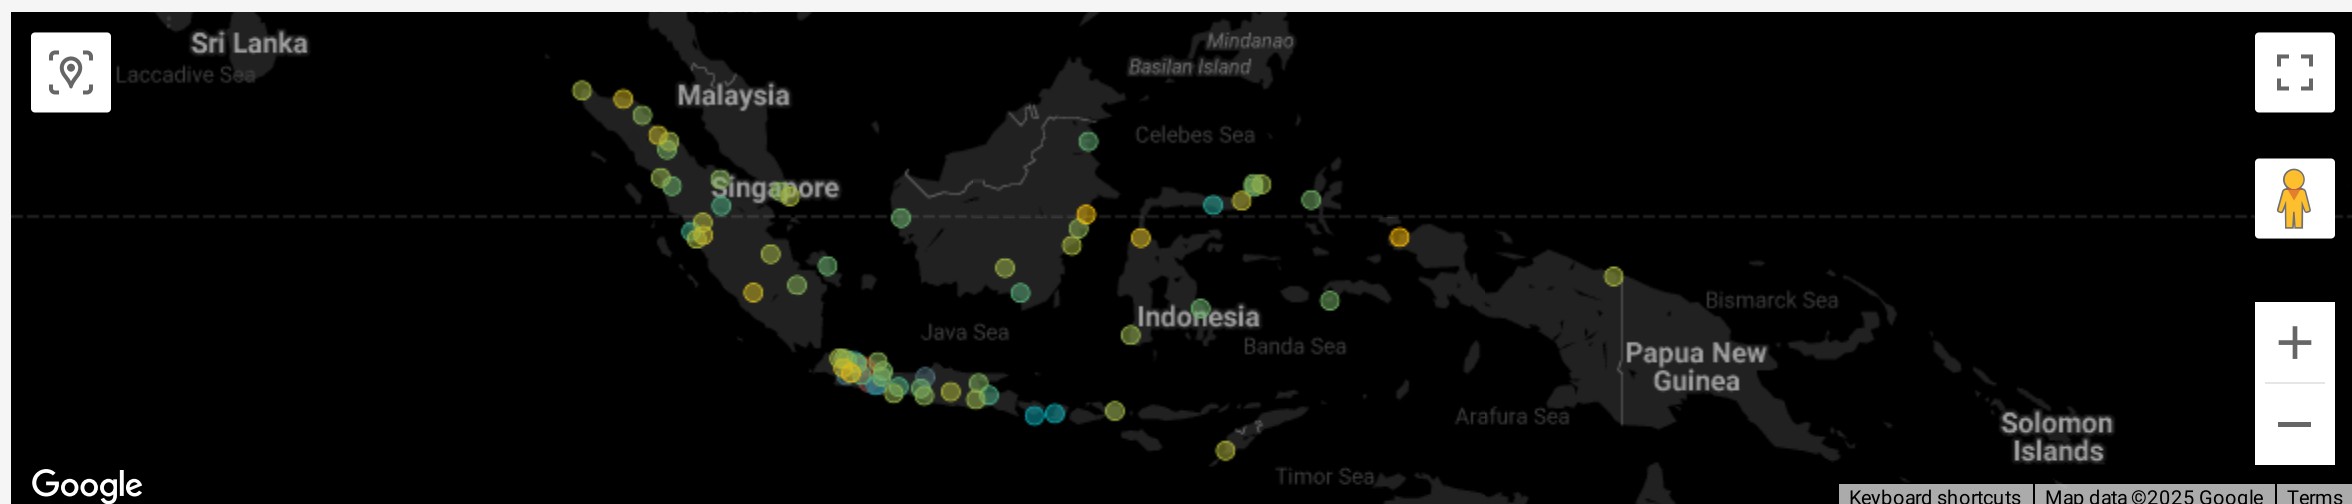 Sri Lanka
Laccadive Sea
Mindanao
Basilan Island
Malaysia
Celebes Sea
Singapore
Java Sea
Indonesia
Banda Sea
Bismarck Sea
Papua New
Guinea
Arafura Sea
Solomon
Islands
Timor Sea
Google
Keyboard shortcuts
Map data ©2025 Google
Terms